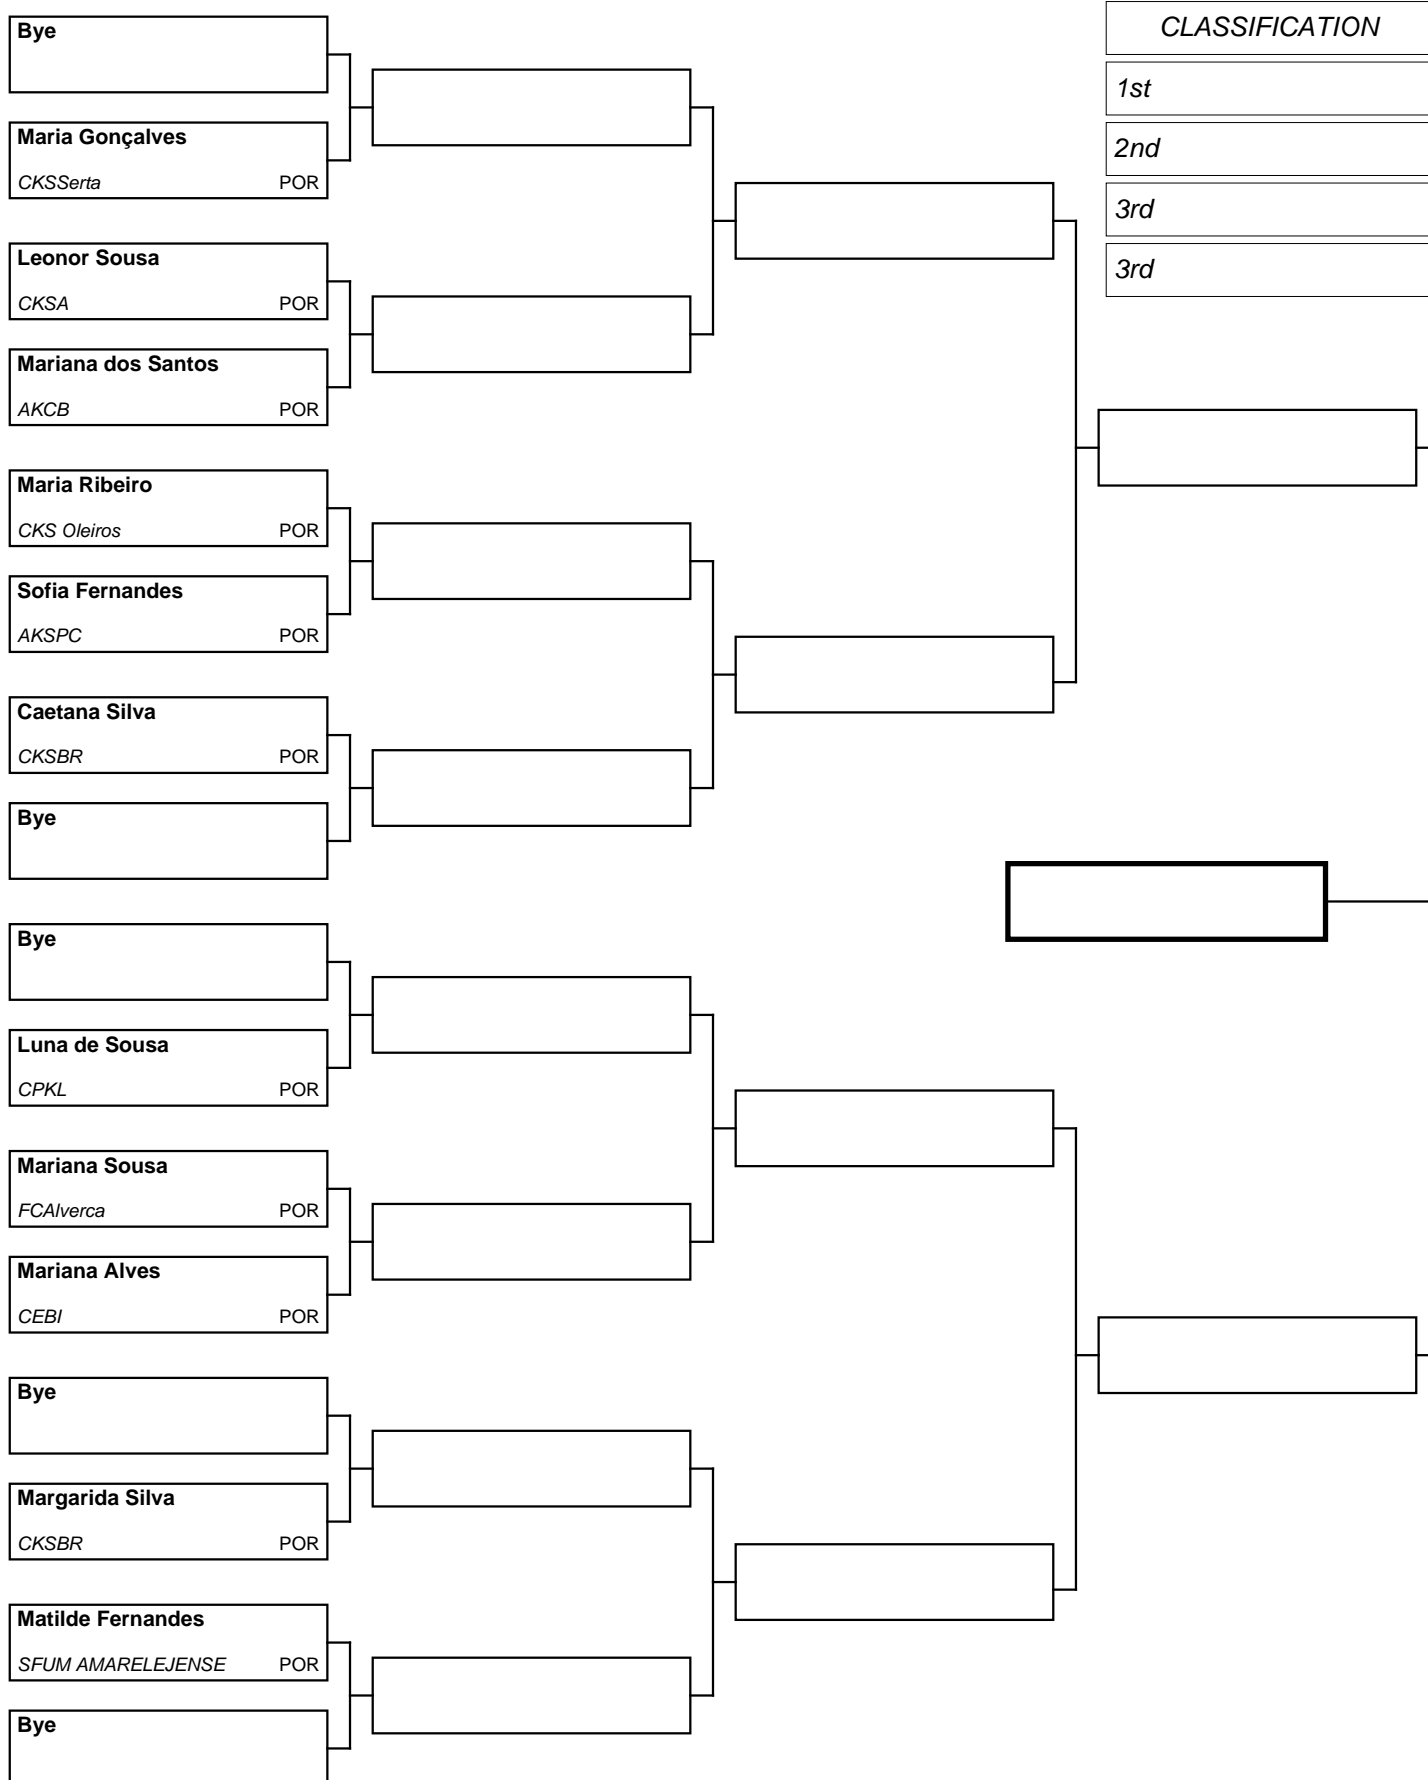 Bye
Maria Gonçalves
CKSSerta POR
Leonor Sousa
CKSA POR
Mariana dos Santos
AKCB POR
Maria Ribeiro
CKS Oleiros POR
Sofia Fernandes
AKSPC POR
Caetana Silva
CKSBR POR
Bye
Bye
Luna de Sousa
CPKL POR
Mariana Sousa
FCAlverca POR
Mariana Alves
CEBI POR
Bye
Margarida Silva
CKSBR POR
Matilde Fernandes
SFUM AMARELEJENSE POR
Bye
CLASSIFICATION
1st
2nd
3rd
3rd